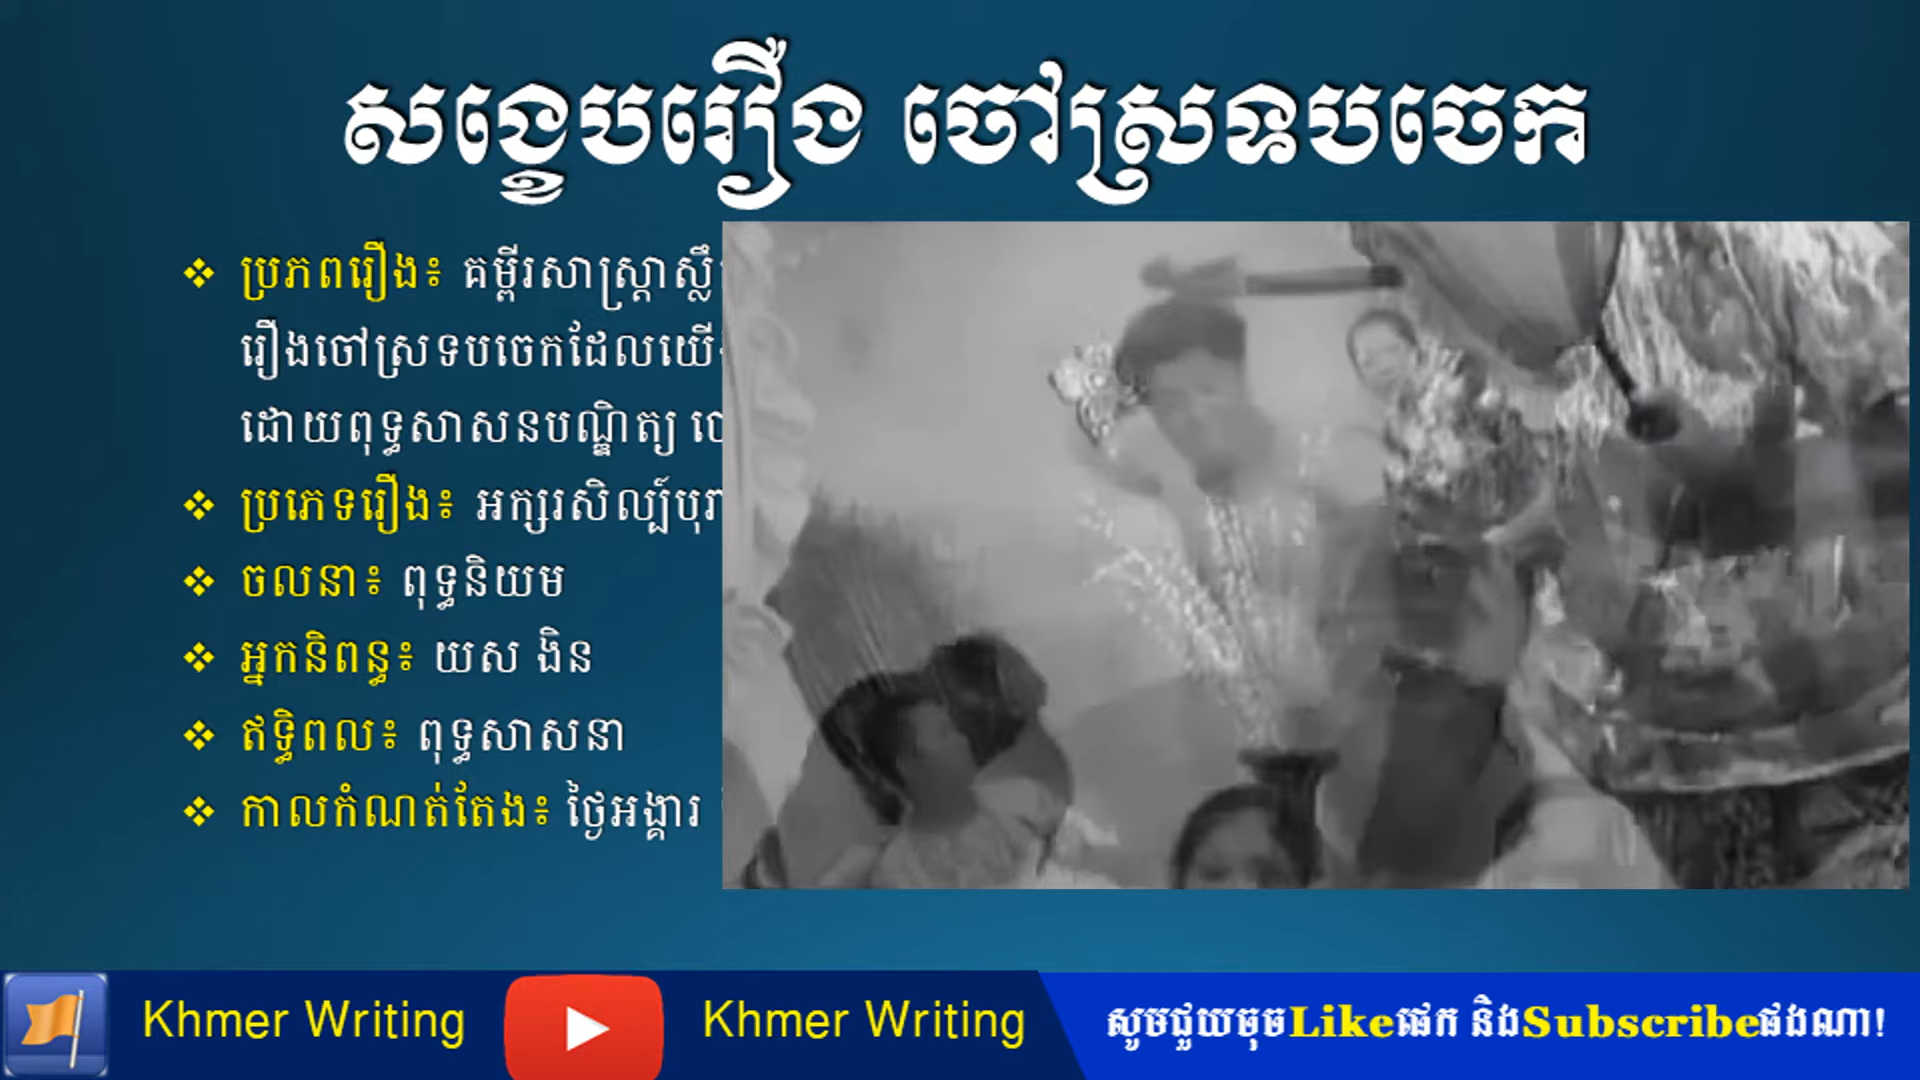 សង្ខេបរឿង ចៅស្រទបចេក
❖ ប្រភពរឿង៖ គម្ពីរសាស្ត្រាស្លឹ
រឿងចៅស្រទបចេកដែលយើ
ដោយពុទ្ធសាសនបណ្ឌិត្យ
❖ ប្រភេទរឿង៖ អក្សរសិល្ប៍បុរា
❖ ចលនា៖ ពុទ្ធនិយម
❖ អ្នកនិពន្ធ៖ យស ងិន
❖ ឥទ្ធិពល៖ ពុទ្ធសាសនា
❖ កាលកំណត់តែង៖ ថ្ងៃអង្គារ
Khmer Writing
Khmer Writing
សូមជួយចុចLikeផេក និងSubscribeផងណា!